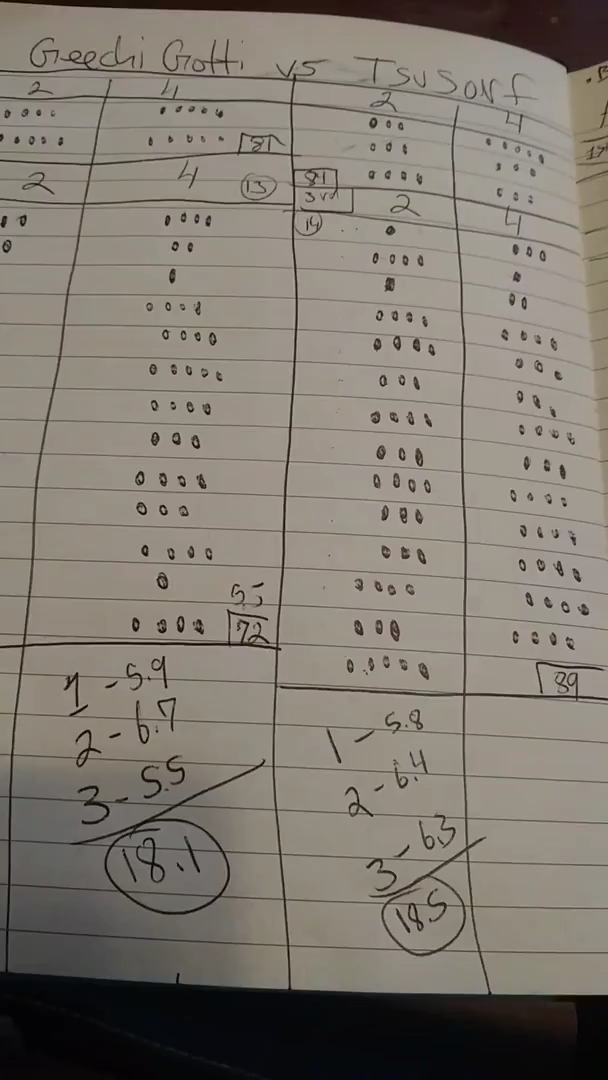 Geechi Gotti vs Tsu Surf
2 4 2 4
81
2 4 13
81
3rd 2 4
14
55
72
89
1 - 5.9
2 - 6.7
3 - 5.5
18.1
1 - 5.8
2 - 6.4
3 - 6.3
18.5